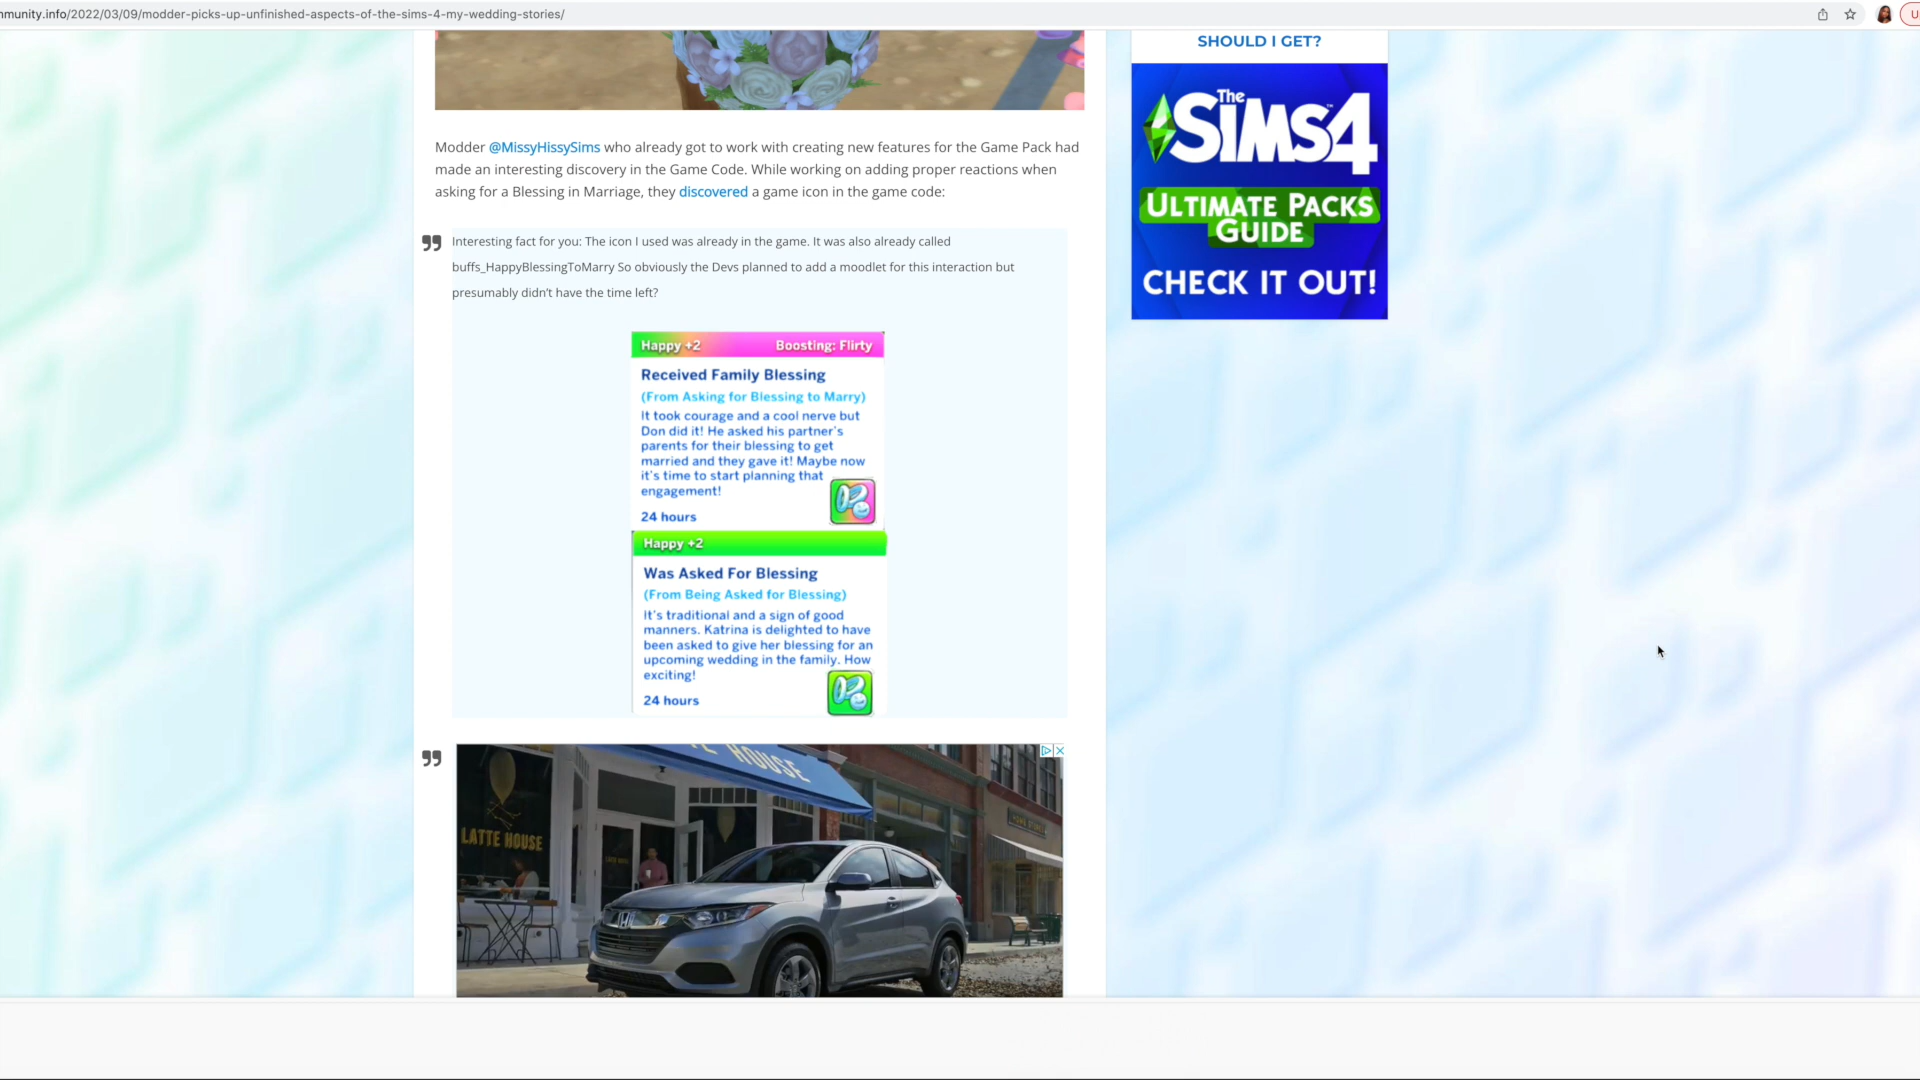 mmunity.info/2022/03/09/modder-picks-up-unfinished-aspects-of-the-sims-4-my-wedding-stories/
SHOULD I GET?
The
SIMS4
ULTIMATE PACKS
GUIDE
CHECK IT OUT!
Modder @MissyHissySims who already got to work with creating new features for the Game Pack had
made an interesting discovery in the Game Code. While working on adding proper reactions when
asking for a Blessing in Marriage, they discovered a game icon in the game code:
Interesting fact for you: The icon I used was already in the game. It was also already called
buffs_HappyBlessingToMarry So obviously the Devs planned to add a moodlet for this interaction but
presumably didn't have the time left?
Happy +2 Boosting: Flirty
Received Family Blessing
(From Asking for Blessing to Marry)
It took courage and a cool nerve but
Don did it! He asked his partner's
parents for their blessing to get
married and they gave it! Maybe now
it's time to start planning that
engagement!
24 hours
Happy +2
Was Asked For Blessing
(From Being Asked for Blessing)
It's traditional and a sign of good
manners. Katrina is delighted to have
been asked to give her blessing for an
upcoming wedding in the family. How
exciting!
24 hours
HOUSE
LATTE HOUSE